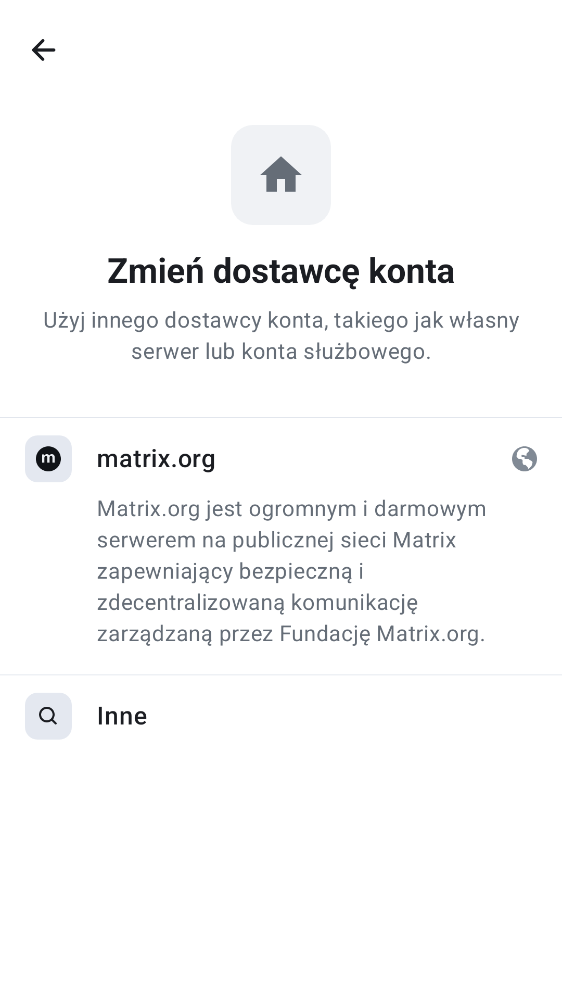 Zmień dostawcę konta
Użyj innego dostawcy konta, takiego jak własny
serwer lub konta służbowego.
m
matrix.org
Matrix.org jest ogromnym i darmowym
serwerem na publicznej sieci Matrix
zapewniający bezpieczną i
zdecentralizowaną komunikację
zarządzaną przez Fundację Matrix.org.
Inne